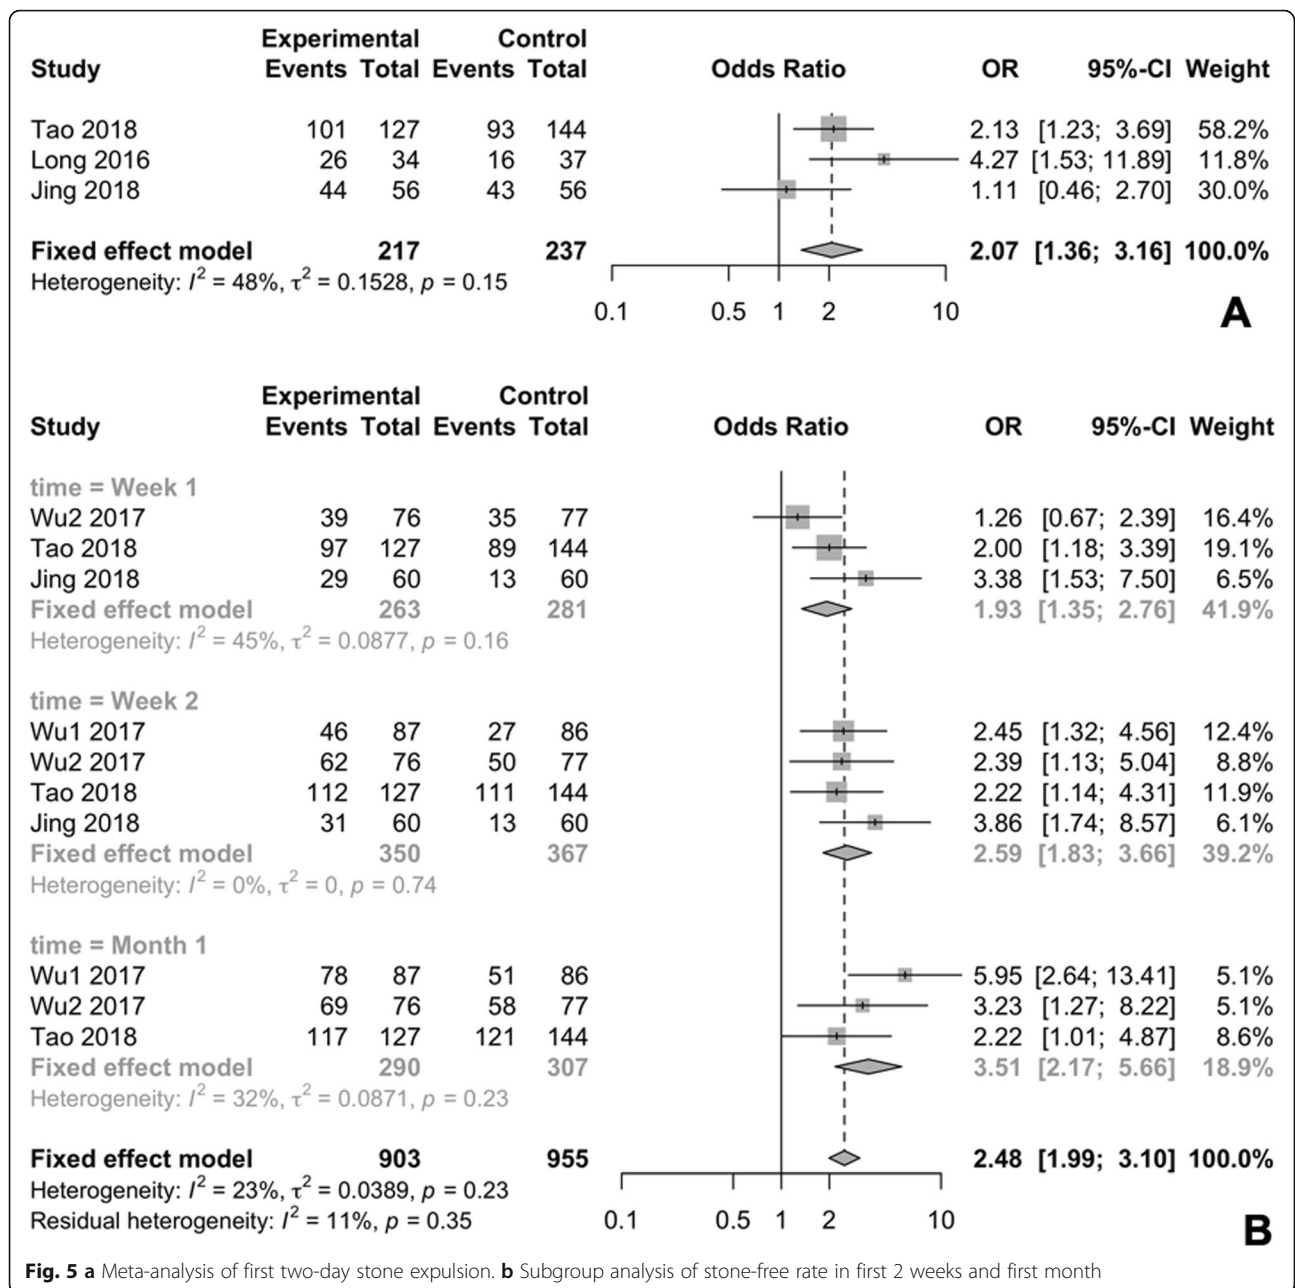 Experimental Control
Study Events Total Events Total Odds Ratio OR 95%-CI Weight
Tao 2018 101 127 93 144 2.13 [1.23; 3.69] 58.2%
Long 2016 26 34 16 37 4.27 [1.53; 11.89] 11.8%
Jing 2018 44 56 43 56 1.11 [0.46; 2.70] 30.0%
Fixed effect model 217 237 2.07 [1.36; 3.16] 100.0%
Heterogeneity: I² = 48%, τ² = 0.1528, p = 0.15
0.1 0.5 1 2 10
A
Experimental Control
Study Events Total Events Total Odds Ratio OR 95%-CI Weight
time = Week 1
Wu2 2017 39 76 35 77 1.26 [0.67; 2.39] 16.4%
Tao 2018 97 127 89 144 2.00 [1.18; 3.39] 19.1%
Jing 2018 29 60 13 60 3.38 [1.53; 7.50] 6.5%
Fixed effect model 263 281 1.93 [1.35; 2.76] 41.9%
Heterogeneity: I² = 45%, τ² = 0.0877, p = 0.16
time = Week 2
Wu1 2017 46 87 27 86 2.45 [1.32; 4.56] 12.4%
Wu2 2017 62 76 50 77 2.39 [1.13; 5.04] 8.8%
Tao 2018 112 127 111 144 2.22 [1.14; 4.31] 11.9%
Jing 2018 31 60 13 60 3.86 [1.74; 8.57] 6.1%
Fixed effect model 350 367 2.59 [1.83; 3.66] 39.2%
Heterogeneity: I² = 0%, τ² = 0, p = 0.74
time = Month 1
Wu1 2017 78 87 51 86 5.95 [2.64; 13.41] 5.1%
Wu2 2017 69 76 58 77 3.23 [1.27; 8.22] 5.1%
Tao 2018 117 127 121 144 2.22 [1.01; 4.87] 8.6%
Fixed effect model 290 307 3.51 [2.17; 5.66] 18.9%
Heterogeneity: I² = 32%, τ² = 0.0871, p = 0.23
Fixed effect model 903 955 2.48 [1.99; 3.10] 100.0%
Heterogeneity: I² = 23%, τ² = 0.0389, p = 0.23
Residual heterogeneity: I² = 11%, p = 0.35
0.1 0.5 1 2 10
B
Fig. 5 a Meta-analysis of first two-day stone expulsion. b Subgroup analysis of stone-free rate in first 2 weeks and first month